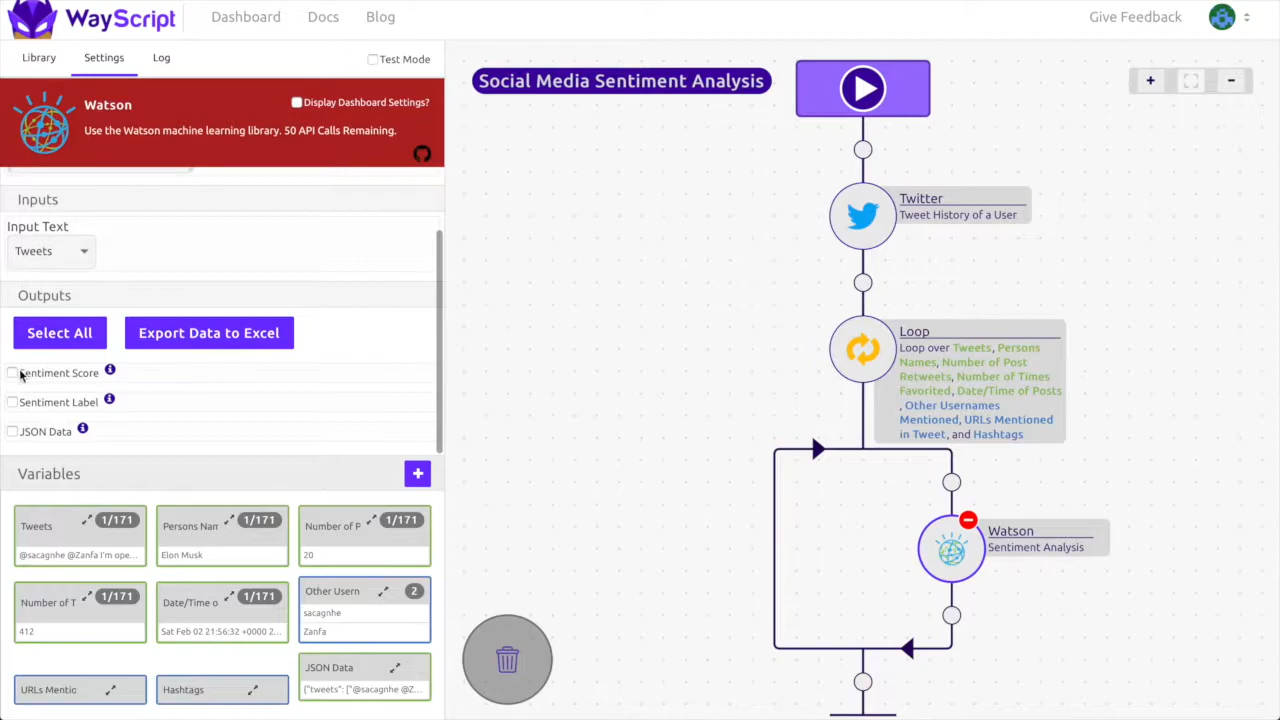 WayScript
Dashboard
Docs
Blog
Give Feedback
Library
Settings
Log
Test Mode
Watson
Display Dashboard Settings?
Use the Watson machine learning library. 50 API Calls Remaining.
Inputs
Input Text
Tweets
Outputs
Select All
Export Data to Excel
Sentiment Score
Sentiment Label
JSON Data
Variables
+
Tweets
1/171
@sacagnhe @Zanfa I'm ope...
Persons Nam
1/171
Elon Musk
Number of P
1/171
20
Number of T
1/171
412
Date/Time o
1/171
Sat Feb 02 21:56:32 +0000 2...
Other Usern
2
sacagnhe
Zanfa
URLs Mentic
Hashtags
JSON Data
{"tweets": ["@sacagnhe @Z...
Social Media Sentiment Analysis
+
-
Twitter
Tweet History of a User
Loop
Loop over Tweets, Persons
Names, Number of Post
Retweets, Number of Times
Favorited, Date/Time of Posts
, Other Usernames
Mentioned, URLs Mentioned
in Tweet, and Hashtags
Watson
Sentiment Analysis